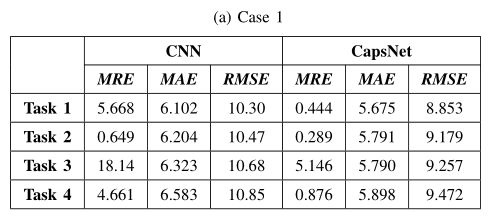 (a) Case 1
CNN CapsNet
MRE MAE RMSE MRE MAE RMSE
Task 1 5.668 6.102 10.30 0.444 5.675 8.853
Task 2 0.649 6.204 10.47 0.289 5.791 9.179
Task 3 18.14 6.323 10.68 5.146 5.790 9.257
Task 4 4.661 6.583 10.85 0.876 5.898 9.472